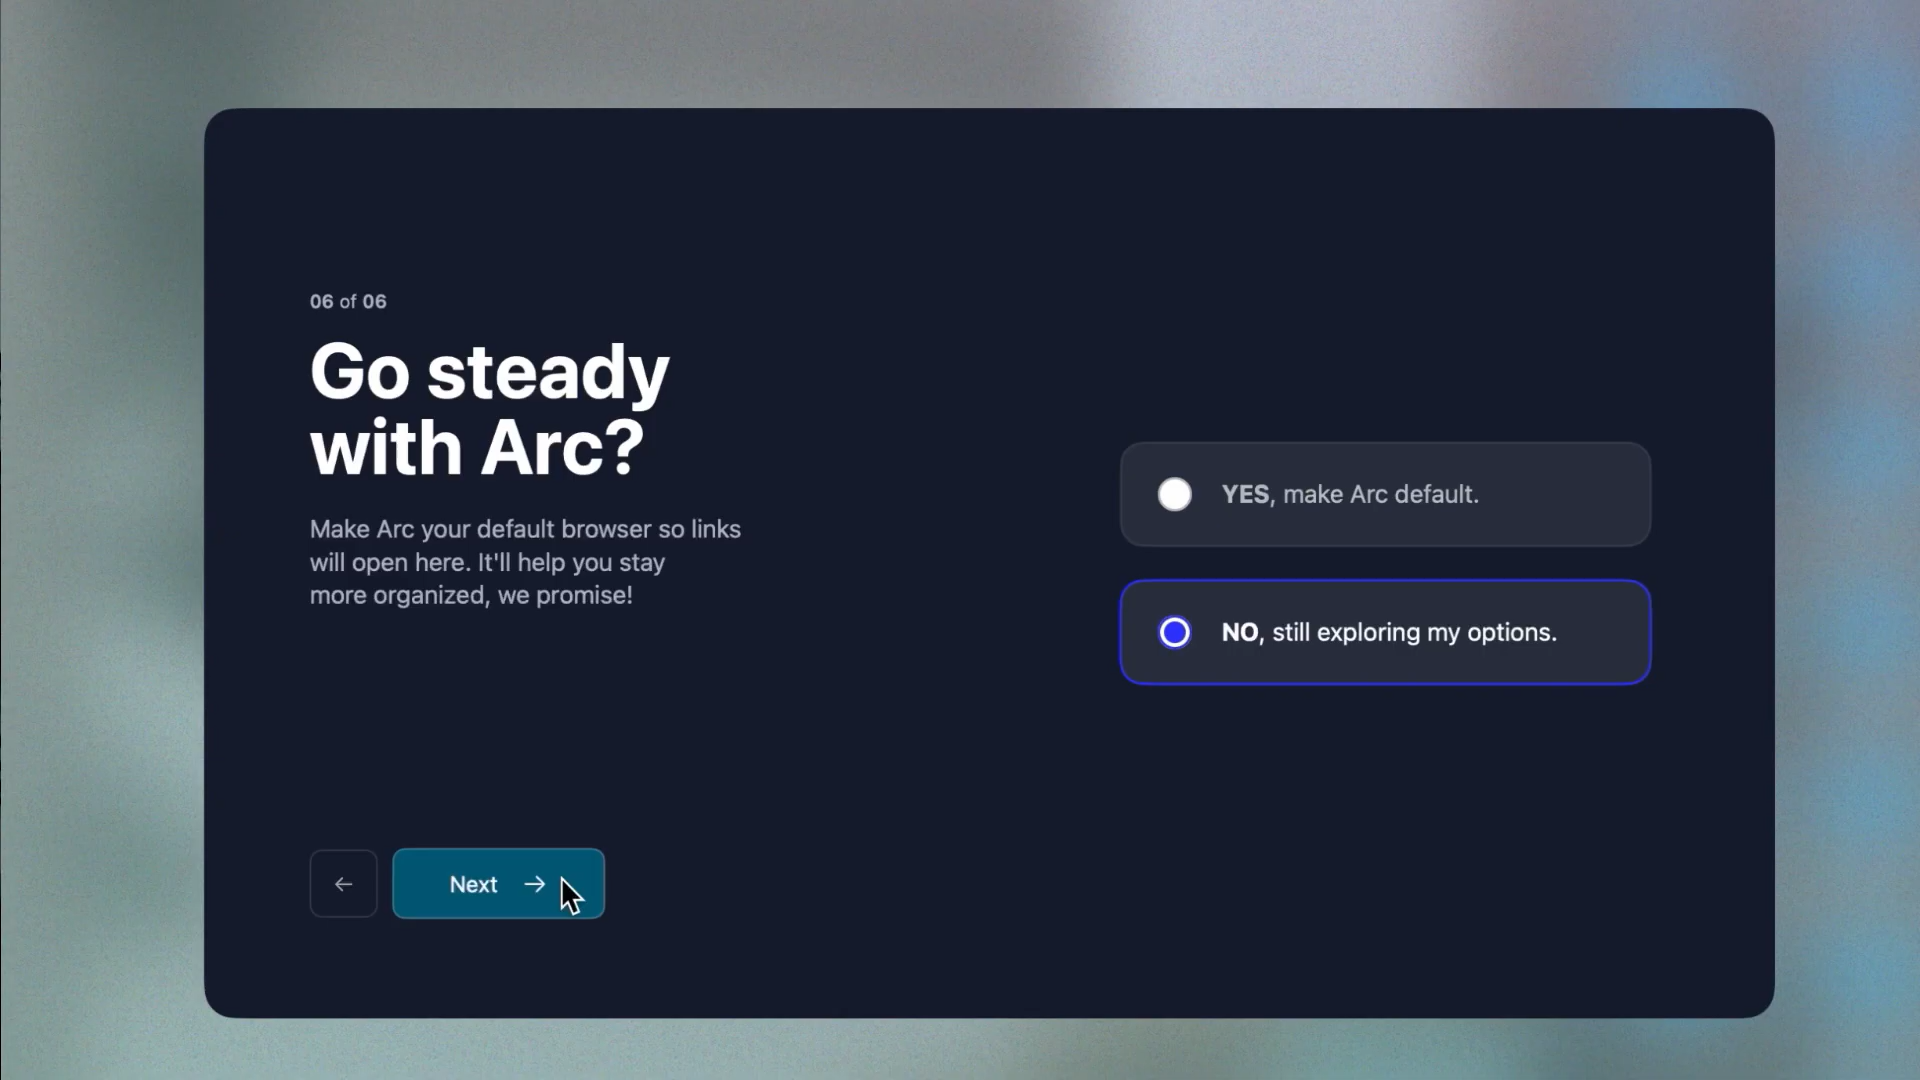 06 of 06
Go steady
with Arc?
Make Arc your default browser so links
will open here. It'll help you stay
more organized, we promise!
YES, make Arc default.
NO, still exploring my options.
Next